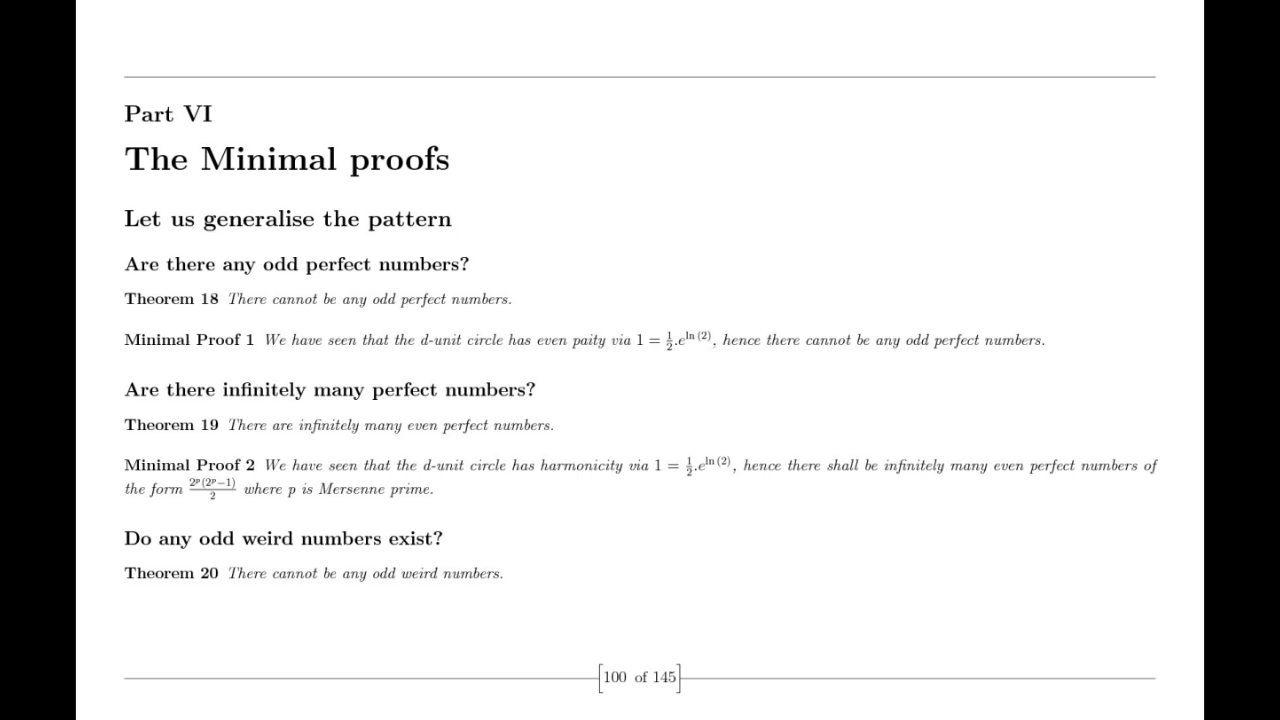 Part VI
The Minimal proofs
Let us generalise the pattern
Are there any odd perfect numbers?
Theorem 18 There cannot be any odd perfect numbers.
Minimal Proof 1 We have seen that the d-unit circle has even paity via 1 = \frac{1}{2}.e^{\ln(2)}, hence there cannot be any odd perfect numbers.
Are there infinitely many perfect numbers?
Theorem 19 There are infinitely many even perfect numbers.
Minimal Proof 2 We have seen that the d-unit circle has harmonicity via 1 = \frac{1}{2}.e^{\ln(2)}, hence there shall be infinitely many even perfect numbers of
the form \frac{2^p(2^p-1)}{2} where p is Mersenne prime.
Do any odd weird numbers exist?
Theorem 20 There cannot be any odd weird numbers.
[100 of 145]